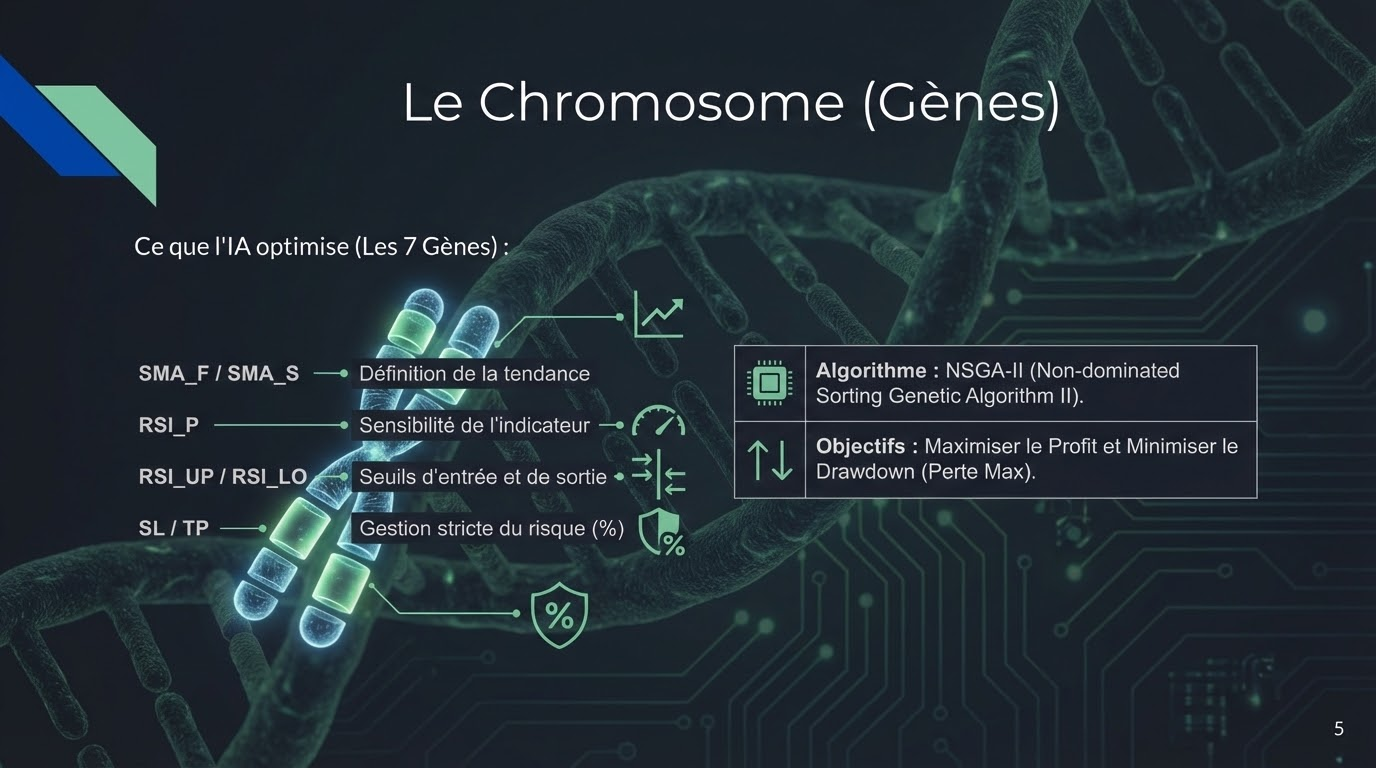 Le Chromosome (Gènes)
Ce que l'IA optimise (Les 7 Gènes) :
SMA_F / SMA_S Définition de la tendance
RSI_P Sensibilité de l'indicateur
RSI_UP / RSI_LO Seuils d'entrée et de sortie
SL / TP Gestion stricte du risque (%)
%
%
Algorithme : NSGA-II (Non-dominated
Sorting Genetic Algorithm II).
Objectifs : Maximiser le Profit et Minimiser le
Drawdown (Perte Max).
5